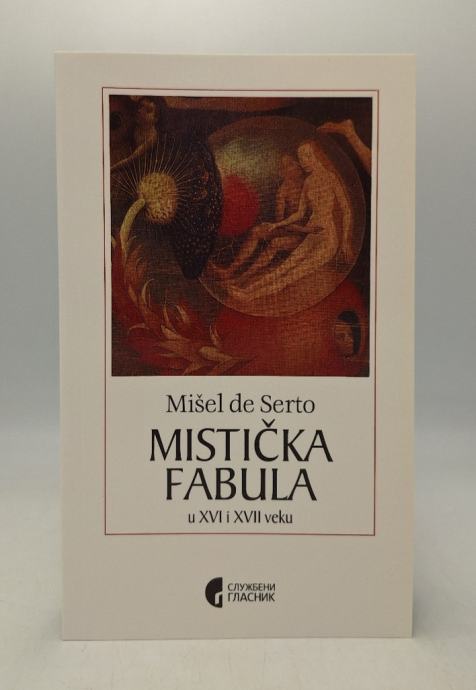 Mišel de Serto
MISTIČKA
FABULA
u XVI i XVII veku
СЛУЖБЕНИ
ГЛАСНИК